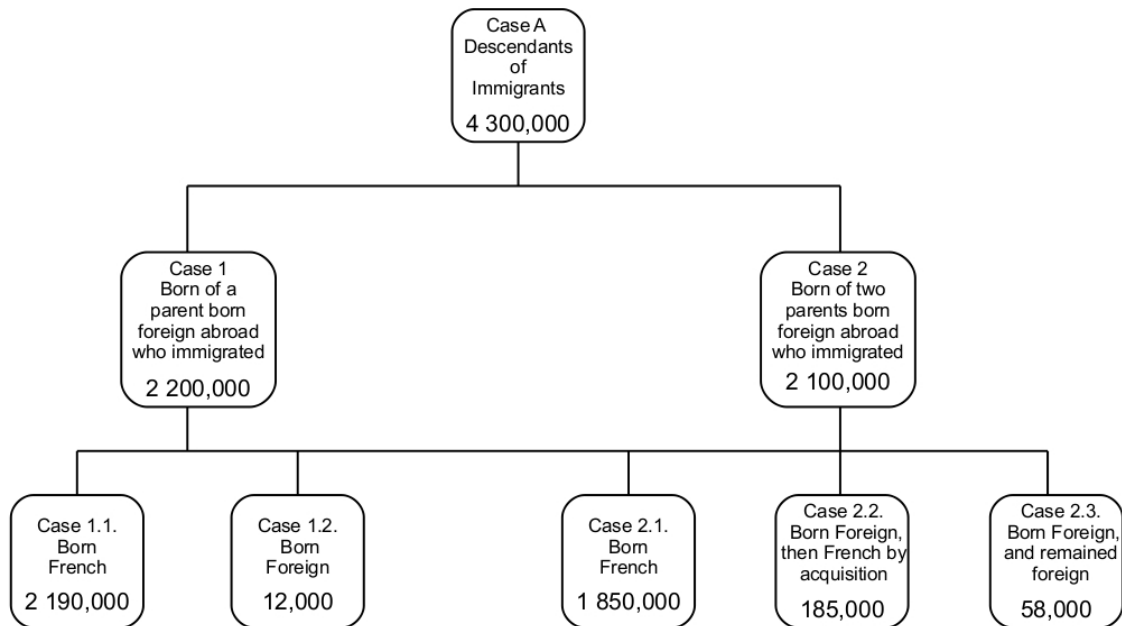 Case A
Descendants
of
Immigrants
4 300,000
Case 1
Born of a
parent born
foreign abroad
who immigrated
2 200,000
Case 2
Born of two
parents born
foreign abroad
who immigrated
2 100,000
Case 1.1.
Born
French
2 190,000
Case 1.2.
Born
Foreign
12,000
Case 2.1.
Born
French
1 850,000
Case 2.2.
Born Foreign,
then French by
acquisition
185,000
Case 2.3.
Born Foreign,
and remained
foreign
58,000